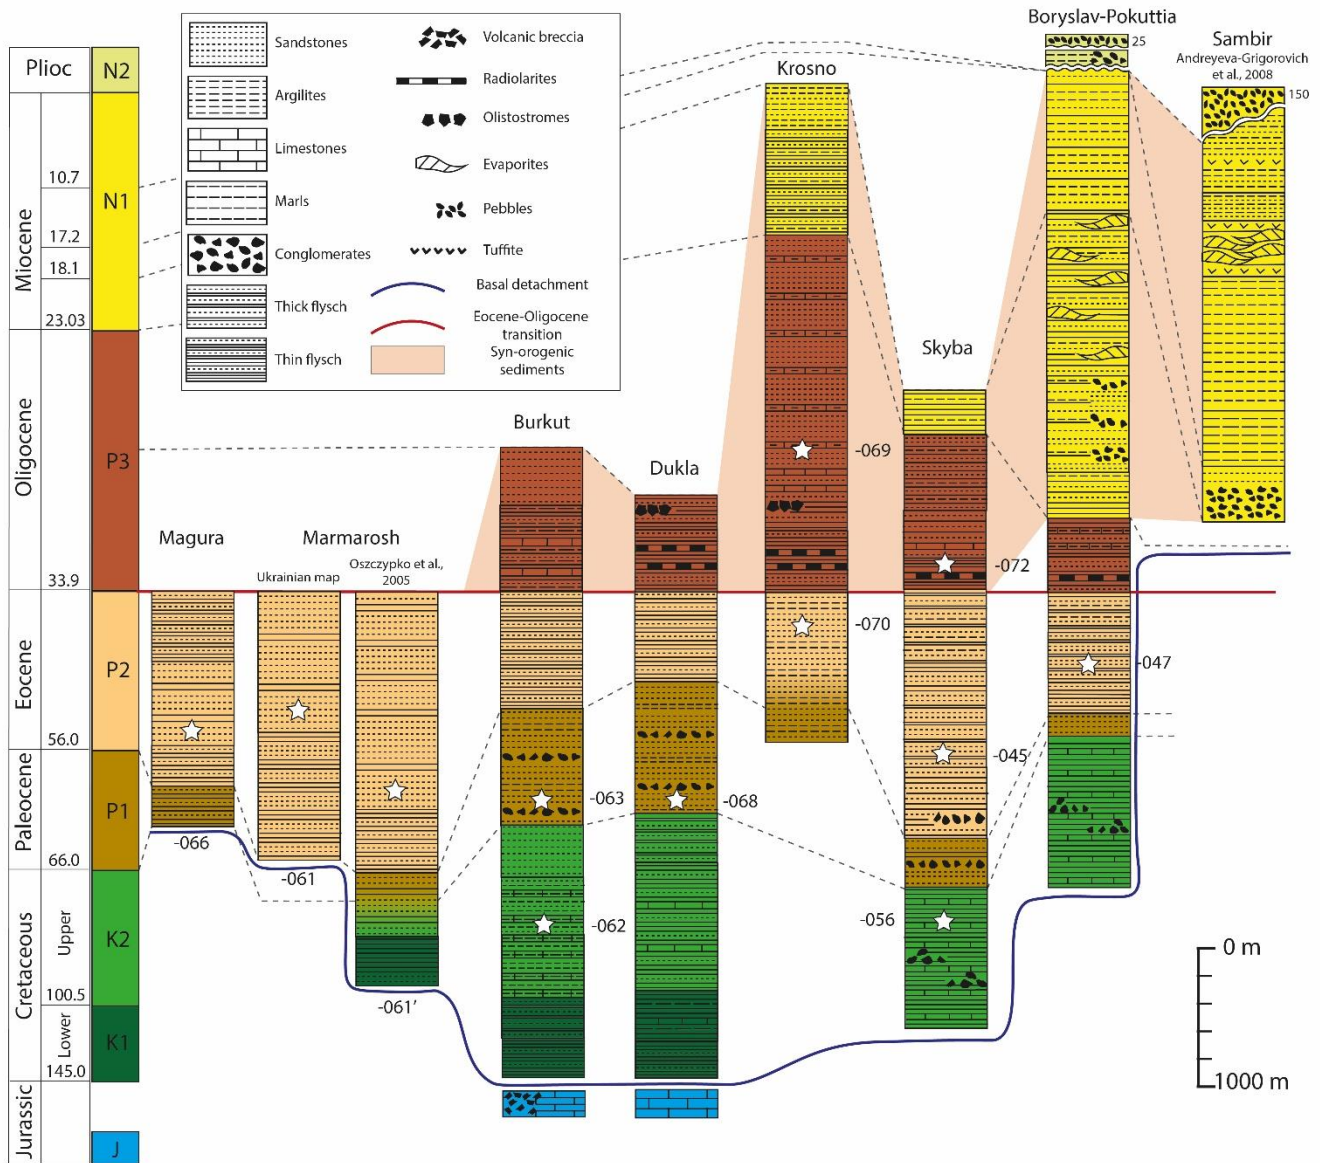 Plioc
N2
Miocene
10.7
17.2
18.1
23.03
N1
Oligocene
33.9
P3
Eocene
56.0
P2
Paleocene
66.0
P1
Cretaceous
Upper
100.5
K2
Lower
145.0
K1
Jurassic
J
Sandstones
Argilites
Limestones
Marls
Conglomerates
Thick flysch
Thin flysch
Volcanic breccia
Radiolarites
Olistostromes
Evaporites
Pebbles
Tuffite
Basal detachment
Eocene-Oligocene
transition
Syn-orogenic
sediments
Magura
-066
Marmarosh
Ukrainian map
Oszczypko et al.,
2005
-061
-061'
Burkut
-063
-062
Dukla
-068
Krosno
-069
-070
Skyba
-072
-045
-056
Boryslav-Pokuttia
25
-047
Sambir
Andreyeva-Grigorovich
et al., 2008
150
0 m
1000 m